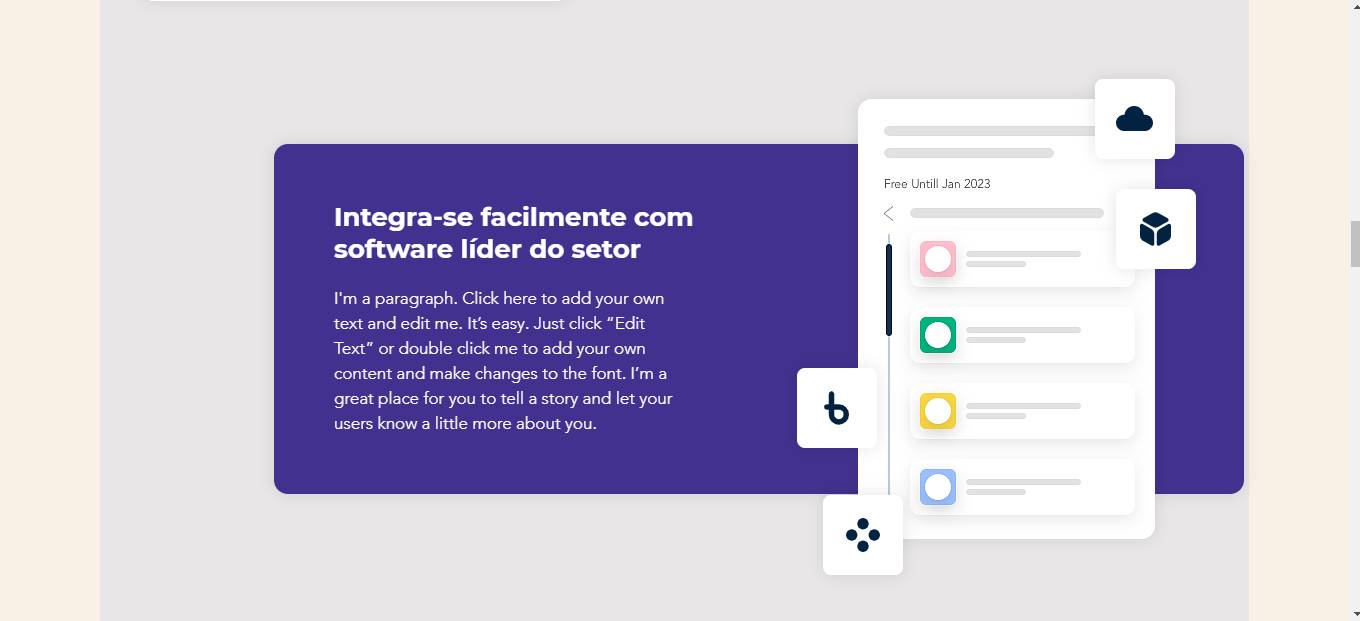 Free Untill Jan 2023
Integra-se facilmente com
software líder do setor
I'm a paragraph. Click here to add your own
text and edit me. It’s easy. Just click “Edit
Text” or double click me to add your own
content and make changes to the font. I’m a
great place for you to tell a story and let your
users know a little more about you.